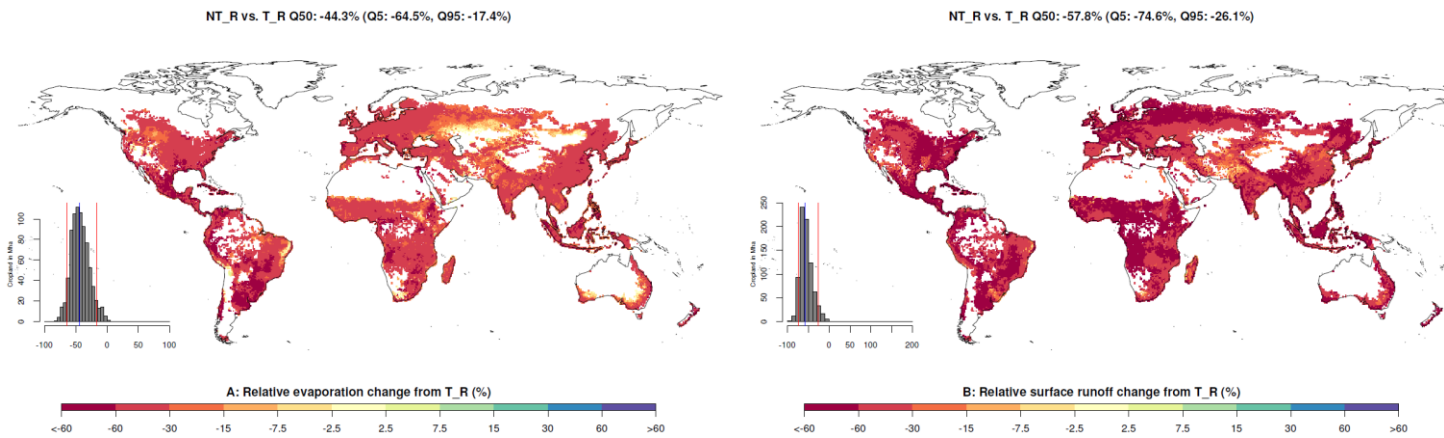 NT_R vs. T_R Q50: -44.3% (Q5: -64.5%, Q95: -17.4%)
NT_R vs. T_R Q50: -57.8% (Q5: -74.6%, Q95: -26.1%)
Cropland in Mha
0 20 40 60 80 100
-100 -50 0 50 100
Cropland in Mha
0 50 100 150 200 250
-100 0 50 100 200
A: Relative evaporation change from T_R (%)
<-60 -60 -30 -15 -7.5 -2.5 2.5 7.5 15 30 60 >60
B: Relative surface runoff change from T_R (%)
<-60 -60 -30 -15 -7.5 -2.5 2.5 7.5 15 30 60 >60